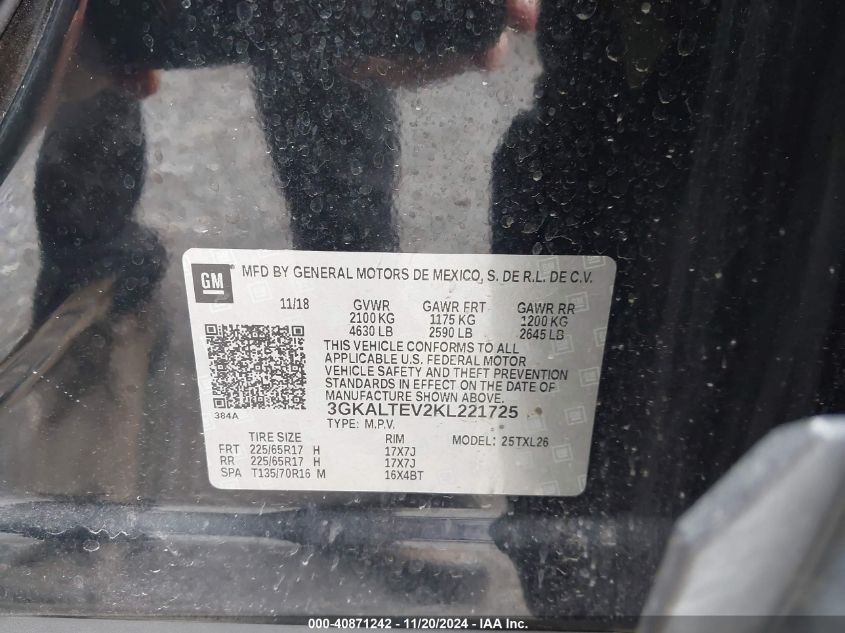 GM MFD BY GENERAL MOTORS DE MEXICO, S. DE R.L. DE C.V.
11/18 GVWR GAWR FRT GAWR RR
2100 KG 1175 KG 1200 KG
4630 LB 2590 LB 2645 LB
THIS VEHICLE CONFORMS TO ALL
APPLICABLE U.S. FEDERAL MOTOR
VEHICLE SAFETY AND THEFT PREVENTION
STANDARDS IN EFFECT ON THE DATE OF
MANUFACTURE SHOWN ABOVE.
384A 3GKALTEV2KL221725
TYPE: M.P.V.
TIRE SIZE RIM MODEL: 25TXL26
FRT 225/65R17 H 17X7J
RR 225/65R17 H 17X7J
SPA T135/70R16 M 16X4BT
000-40871242 - 11/20/2024 - IAA Inc.